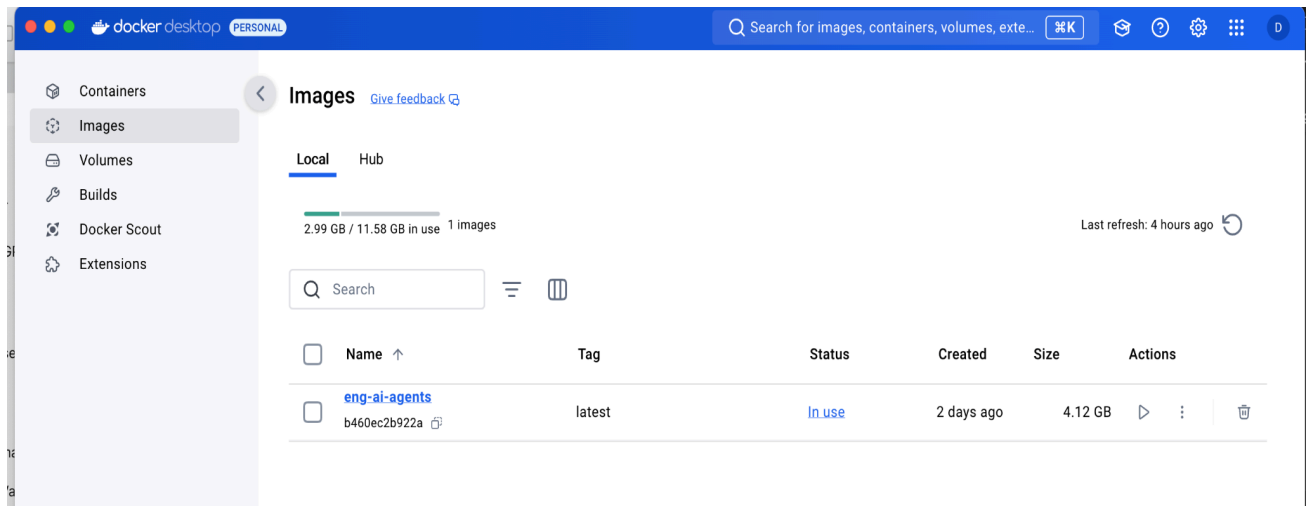 docker desktop PERSONAL
Search for images, containers, volumes, exte... ⌘K
D
Containers
Images
Volumes
Builds
Docker Scout
Extensions
Images Give feedback
Local Hub
2.99 GB / 11.58 GB in use 1 images
Last refresh: 4 hours ago
Search
Name Tag Status Created Size Actions
eng-ai-agents
b460ec2b922a
latest In use 2 days ago 4.12 GB